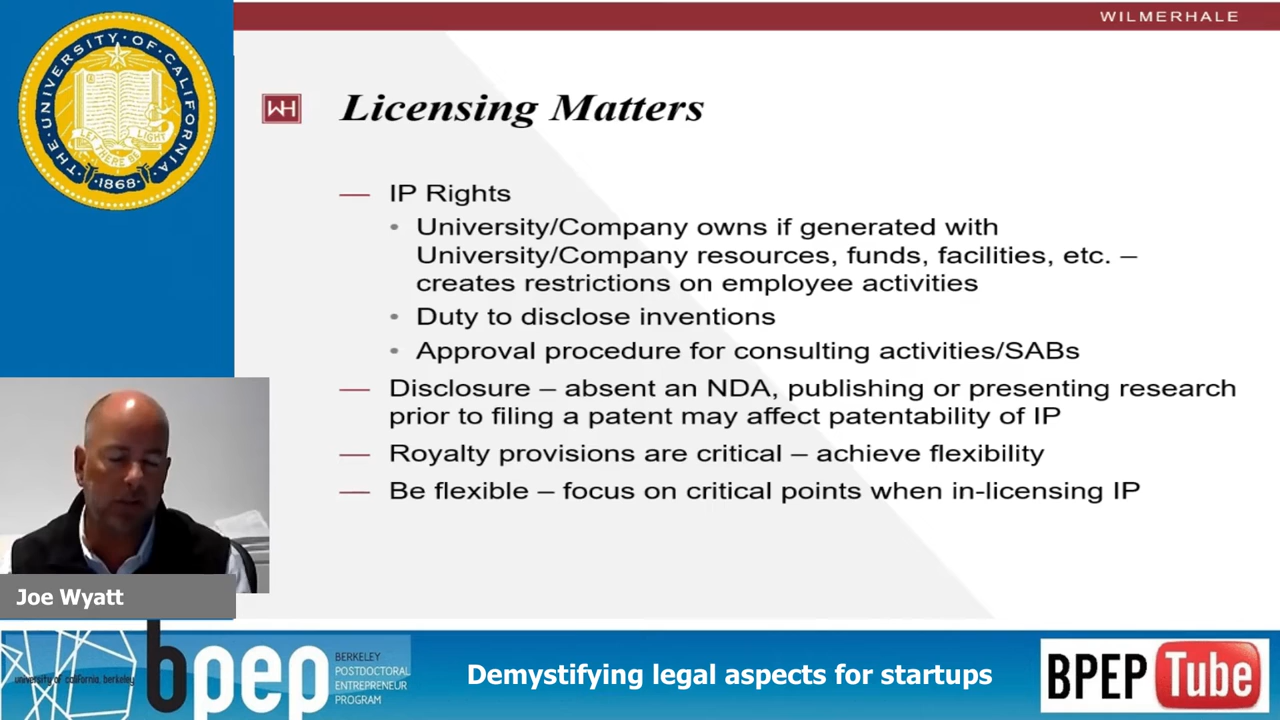 WILMERHALE
THE UNIVERSITY OF CALIFORNIA
LET THERE BE LIGHT
1868
WH
Licensing Matters
— IP Rights
• University/Company owns if generated with
University/Company resources, funds, facilities, etc. –
creates restrictions on employee activities
• Duty to disclose inventions
• Approval procedure for consulting activities/SABs
— Disclosure – absent an NDA, publishing or presenting research
prior to filing a patent may affect patentability of IP
— Royalty provisions are critical – achieve flexibility
— Be flexible – focus on critical points when in-licensing IP
Joe Wyatt
university of california, berkeley
bpep
BERKELEY
POSTDOCTORAL
ENTREPRENEUR
PROGRAM
Demystifying legal aspects for startups
BPEP Tube